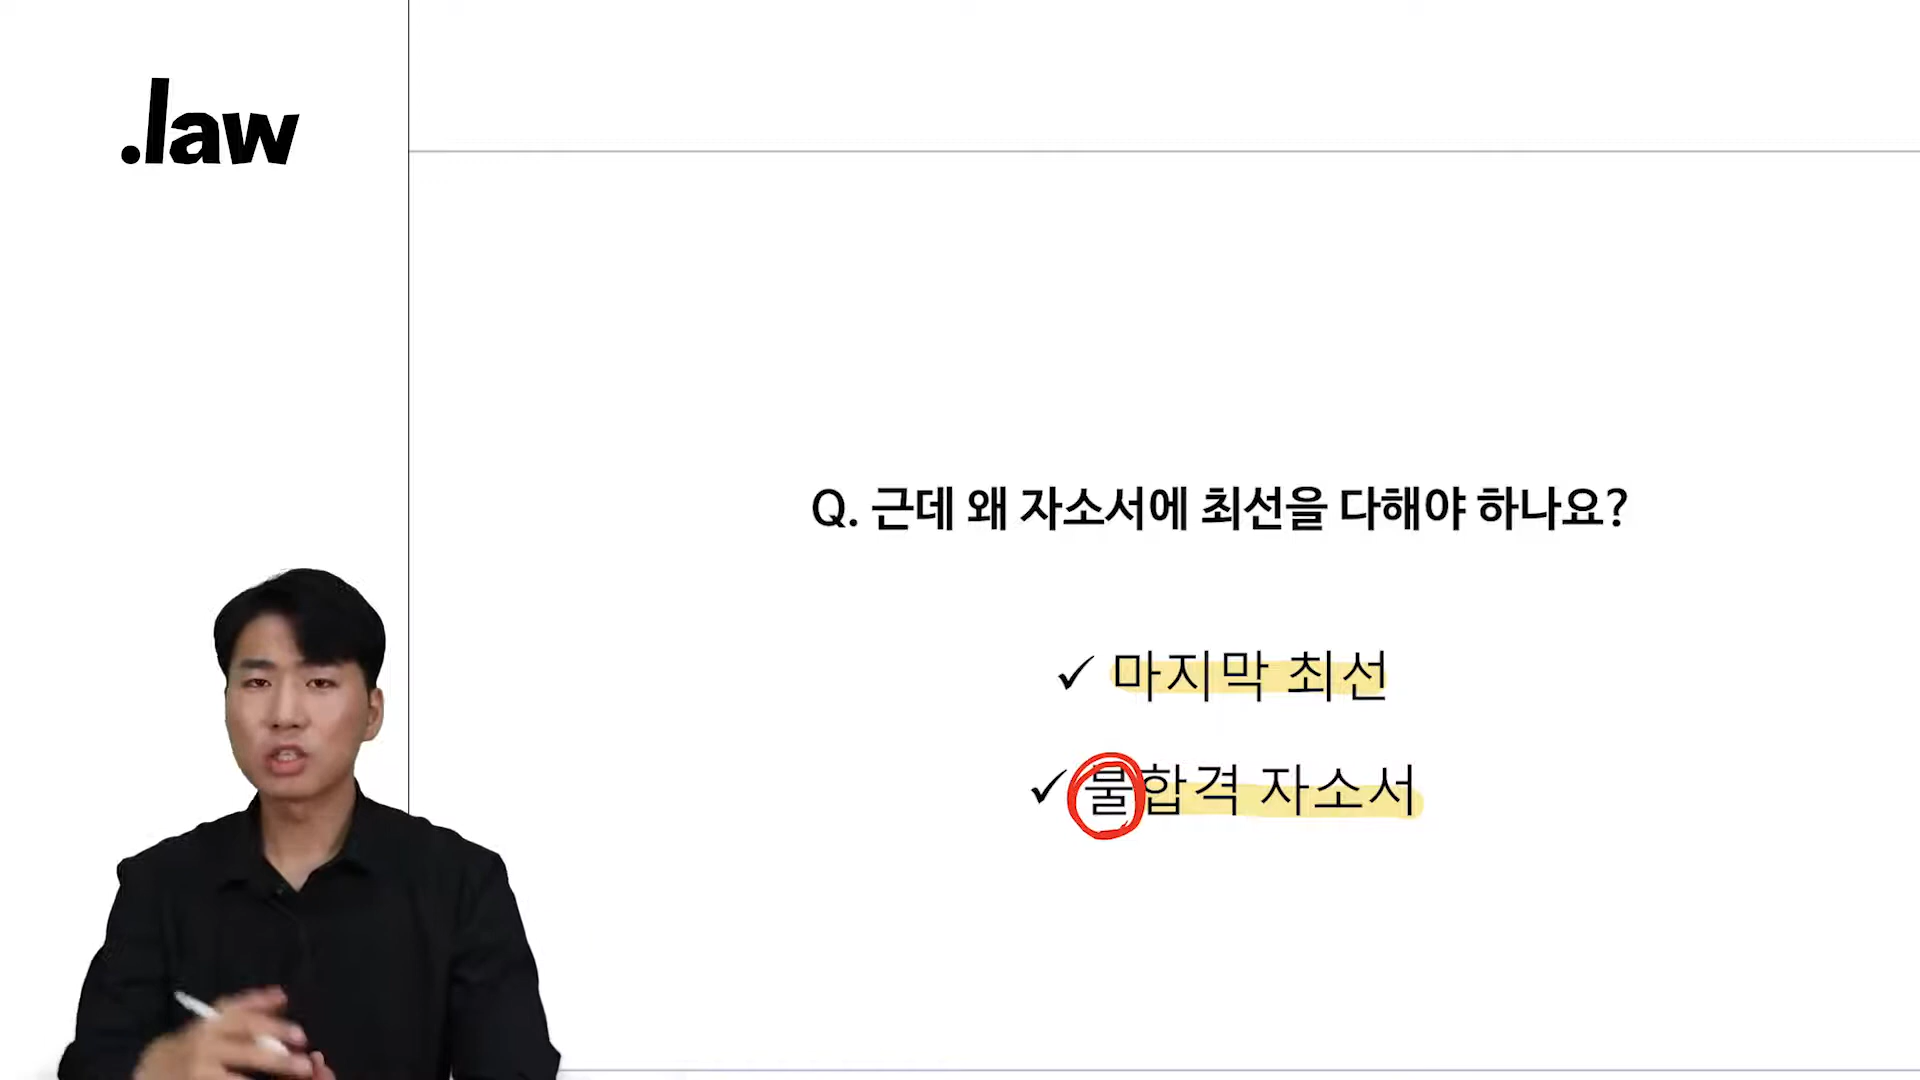 .law
Q. 근데 왜 자소서에 최선을 다해야 하나요?
✓ 마지막 최선
✓ 불합격 자소서